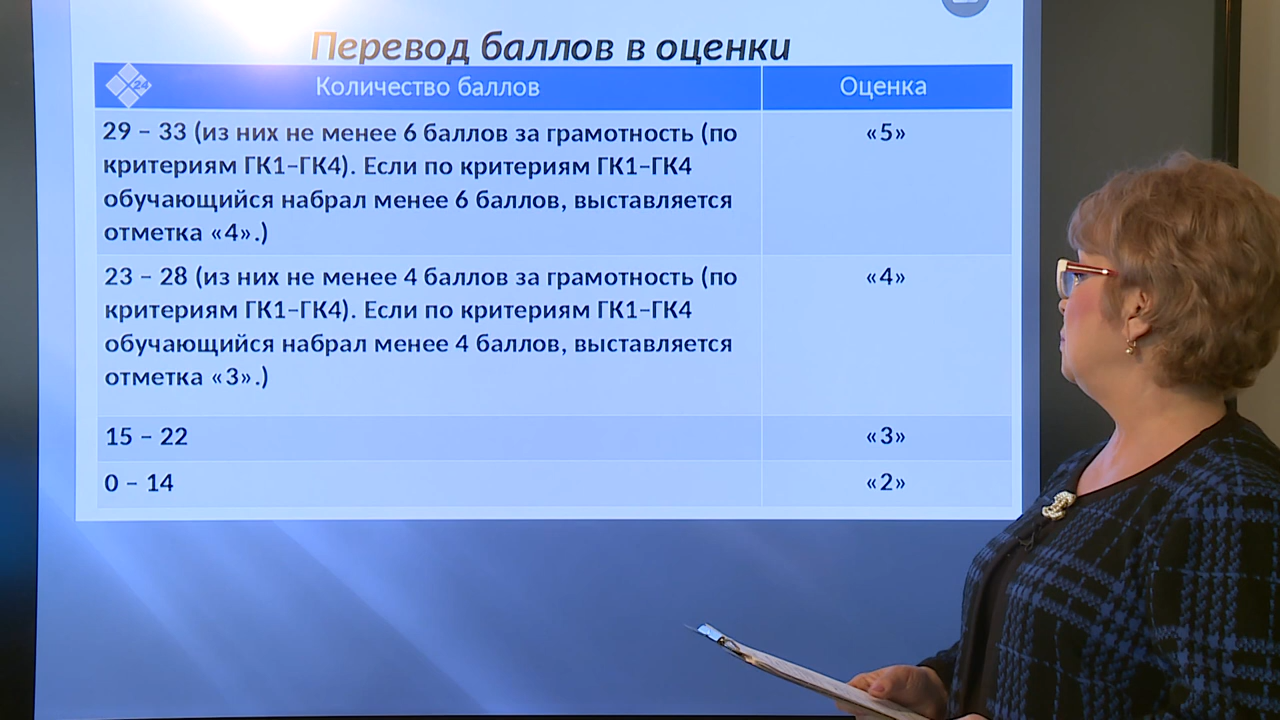 Перевод баллов в оценки
24
Количество баллов
Оценка
29 – 33 (из них не менее 6 баллов за грамотность (по
критериям ГК1–ГК4). Если по критериям ГК1–ГК4
обучающийся набрал менее 6 баллов, выставляется
отметка «4».)
«5»
23 – 28 (из них не менее 4 баллов за грамотность (по
критериям ГК1–ГК4). Если по критериям ГК1–ГК4
обучающийся набрал менее 4 баллов, выставляется
отметка «3».)
«4»
15 – 22
«3»
0 – 14
«2»